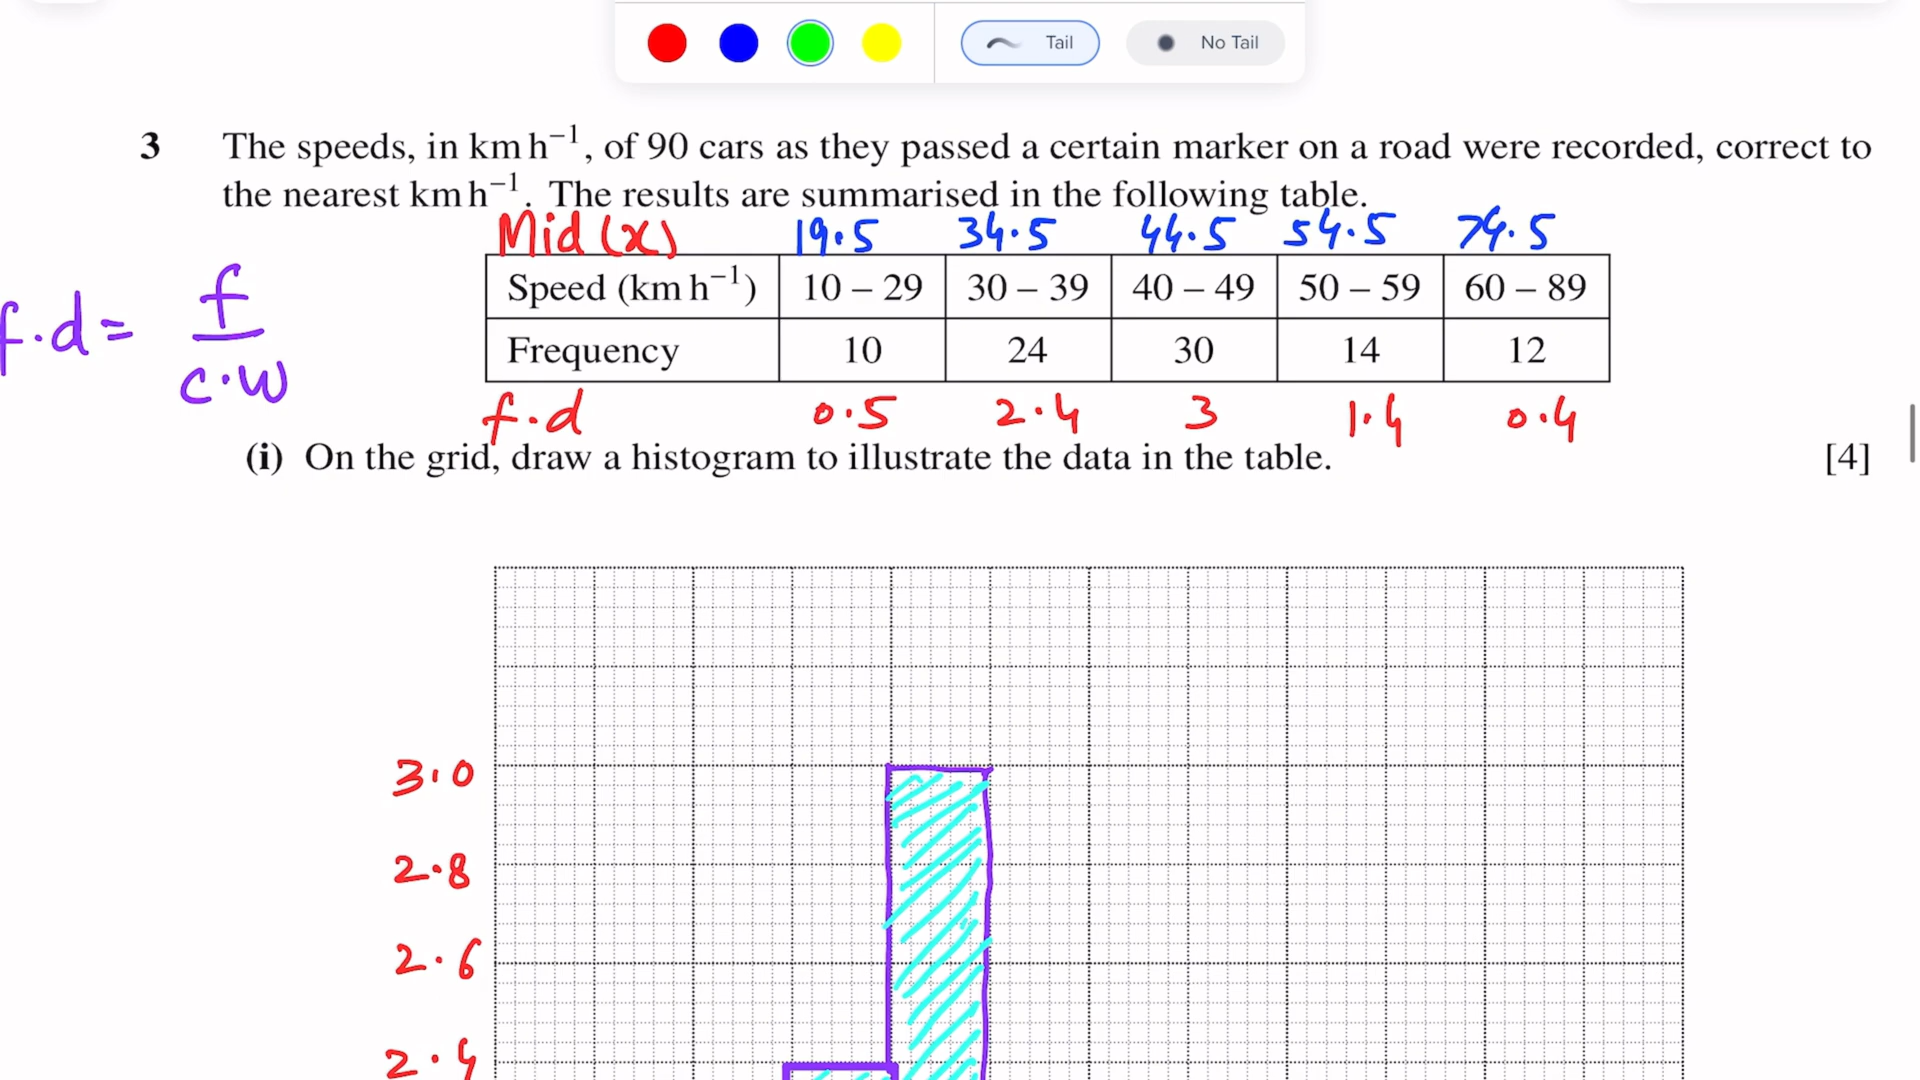 Tail No Tail
3 The speeds, in km h⁻¹, of 90 cars as they passed a certain marker on a road were recorded, correct to
the nearest km h⁻¹. The results are summarised in the following table.
Mid (x) 19.5 34.5 44.5 54.5 74.5
Speed (km h⁻¹) 10 – 29 30 – 39 40 – 49 50 – 59 60 – 89
f.d = f / c.w
Frequency 10 24 30 14 12
f.d 0.5 2.4 3 1.4 0.4
(i) On the grid, draw a histogram to illustrate the data in the table. [4]
3.0
2.8
2.6
2.4